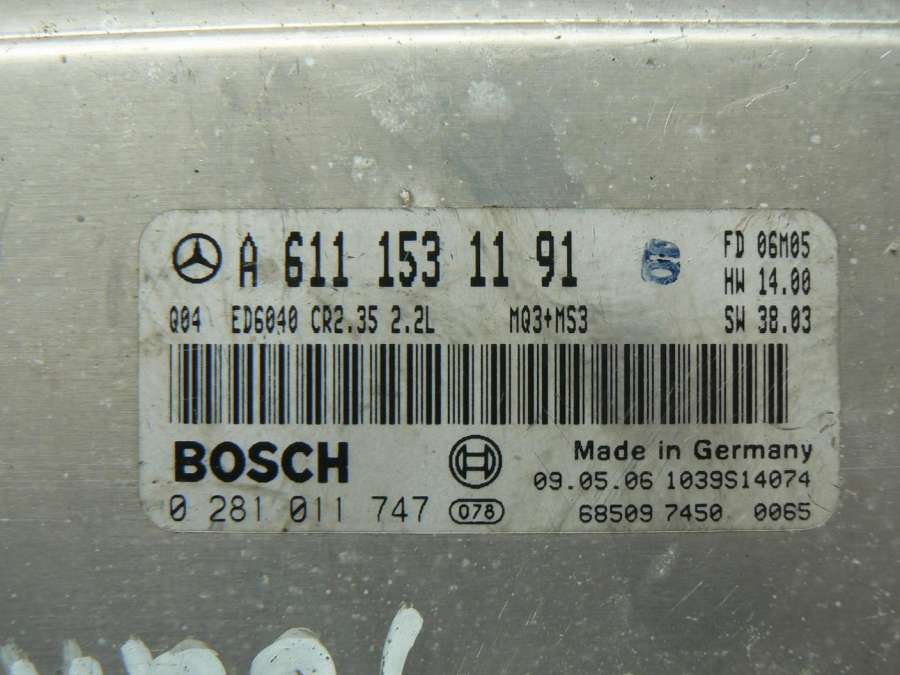 A 611 153 11 91
FD 06M05
HW 14.00
Q04 ED6040 CR2.35 2.2L MQ3+MS3 SW 38.03
BOSCH
Made in Germany
09.05.06 1039S14074
0 281 011 747 078 68509 7450 0065